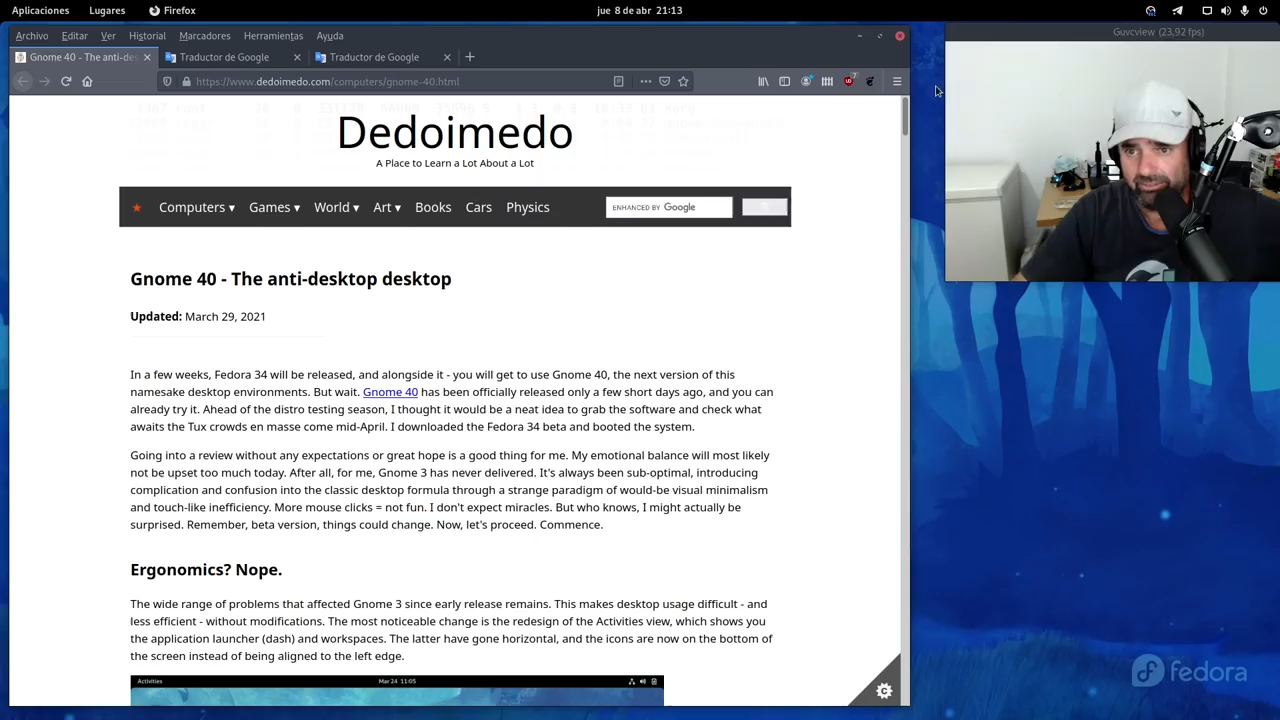 Aplicaciones Lugares Firefox jue 8 de abr 21:13
Archivo Editar Ver Historial Marcadores Herramientas Ayuda
Guvcview (23,92 fps)
Gnome 40 - The anti-des Traductor de Google Traductor de Google
https://www.dedoimedo.com/computers/gnome-40.html
Dedoimedo
A Place to Learn a Lot About a Lot
★ Computers ▾ Games ▾ World ▾ Art ▾ Books Cars Physics ENHANCED BY Google
Gnome 40 - The anti-desktop desktop
Updated: March 29, 2021
In a few weeks, Fedora 34 will be released, and alongside it - you will get to use Gnome 40, the next version of this
namesake desktop environments. But wait. Gnome 40 has been officially released only a few short days ago, and you can
already try it. Ahead of the distro testing season, I thought it would be a neat idea to grab the software and check what
awaits the Tux crowds en masse come mid-April. I downloaded the Fedora 34 beta and booted the system.
Going into a review without any expectations or great hope is a good thing for me. My emotional balance will most likely
not be upset too much today. After all, for me, Gnome 3 has never delivered. It's always been sub-optimal, introducing
complication and confusion into the classic desktop formula through a strange paradigm of would-be visual minimalism
and touch-like inefficiency. More mouse clicks = not fun. I don't expect miracles. But who knows, I might actually be
surprised. Remember, beta version, things could change. Now, let's proceed. Commence.
Ergonomics? Nope.
The wide range of problems that affected Gnome 3 since early release remains. This makes desktop usage difficult - and
less efficient - without modifications. The most noticeable change is the redesign of the Activities view, which shows you
the application launcher (dash) and workspaces. The latter have gone horizontal, and the icons are now on the bottom of
the screen instead of being aligned to the left edge.
Activities Mar 24 11:05
fedora